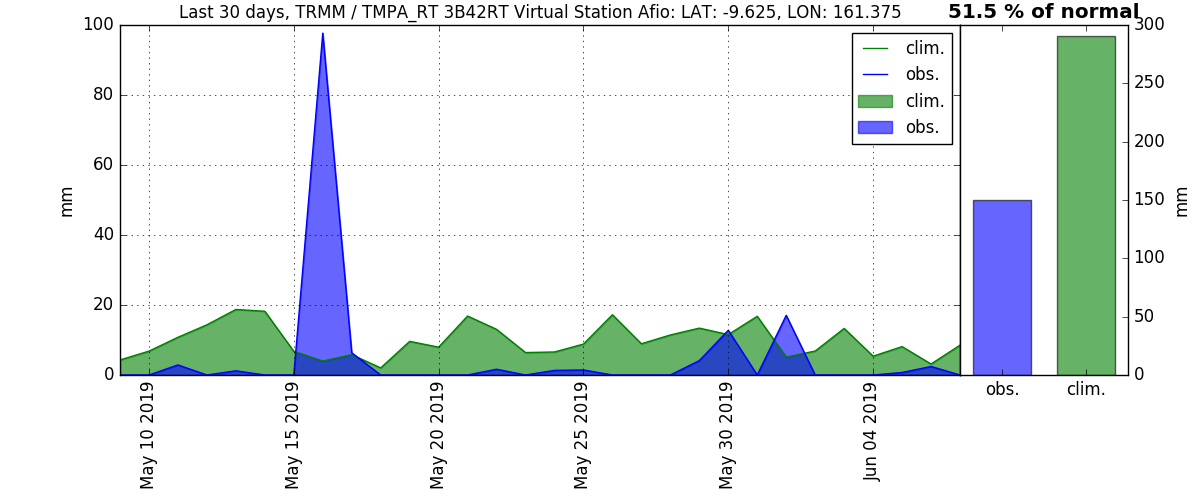 Last 30 days, TRMM / TMPA_RT 3B42RT Virtual Station Afio: LAT: -9.625, LON: 161.375
51.5 % of normal
100
80
60
40
20
0
mm
clim.
obs.
clim.
obs.
May 10 2019
May 15 2019
May 20 2019
May 25 2019
May 30 2019
Jun 04 2019
300
250
200
150
100
50
0
mm
obs.
clim.